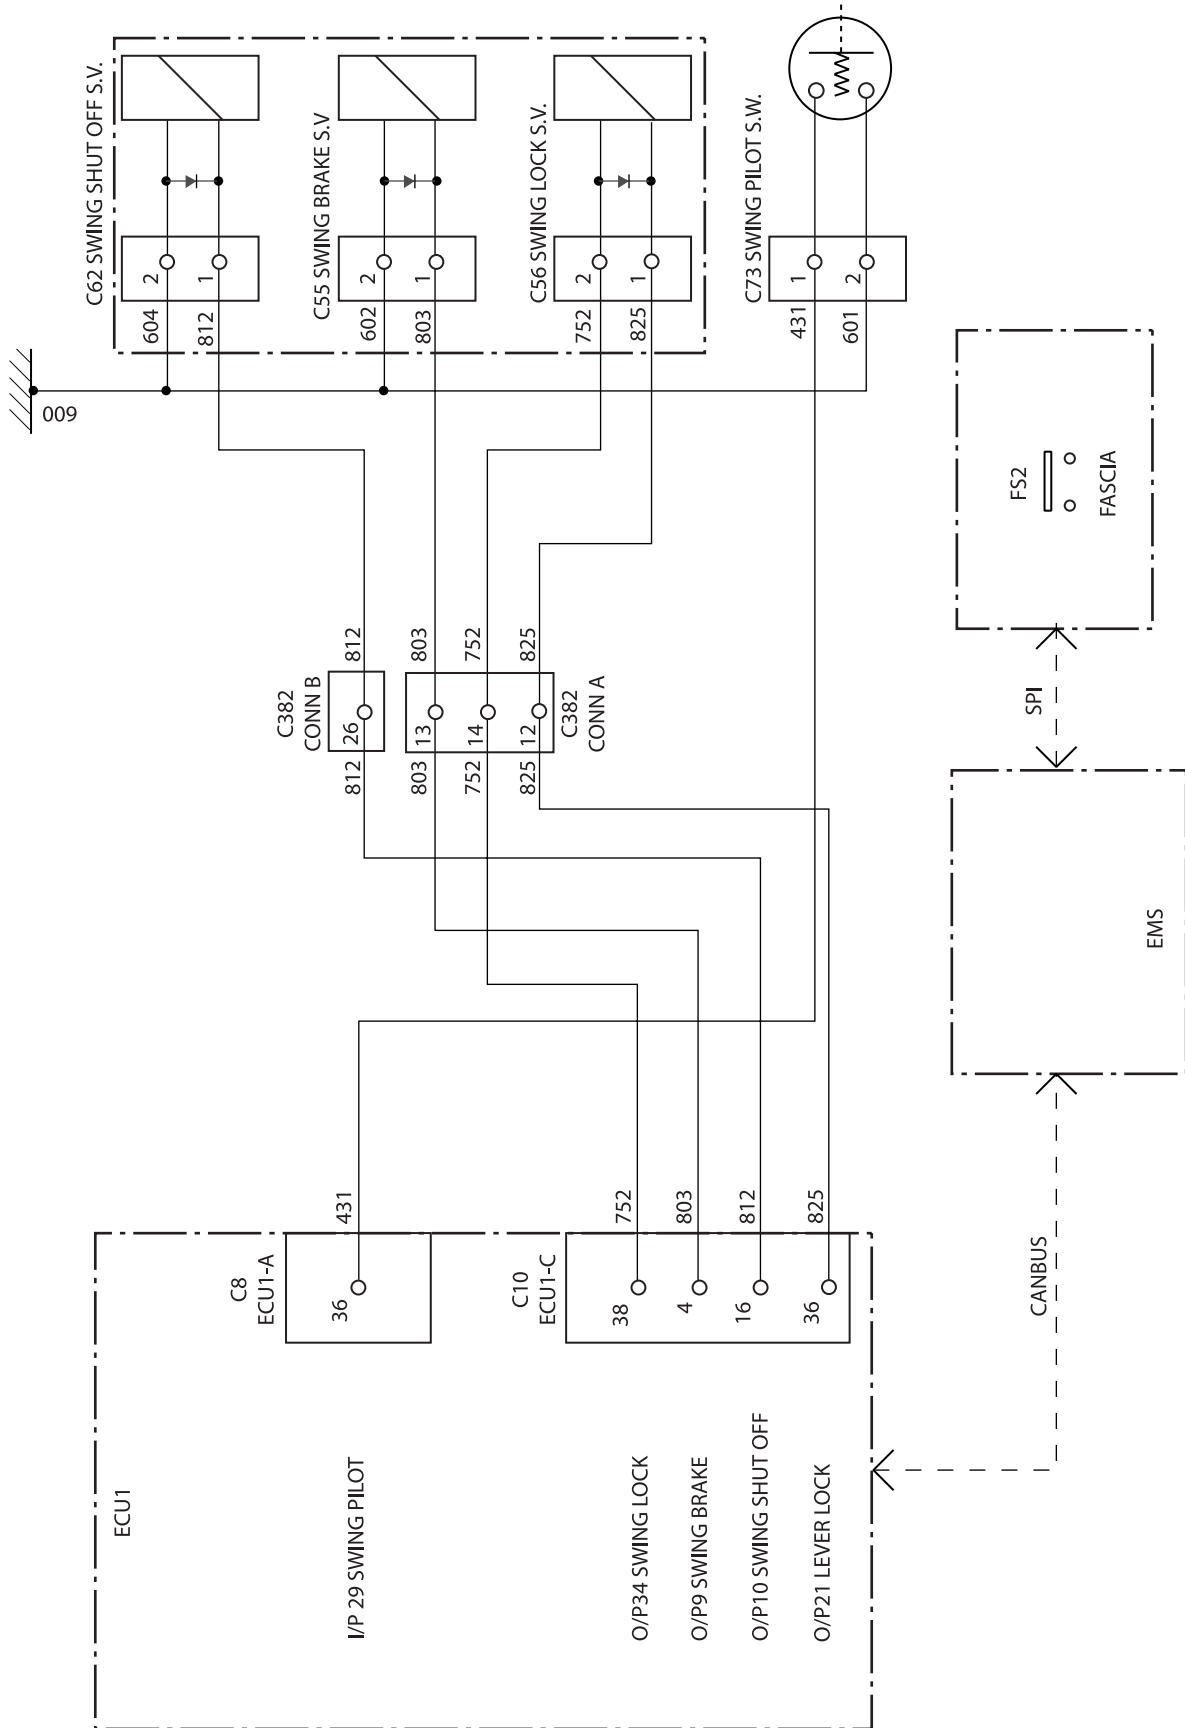 009
C62 SWING SHUT OFF S.V.
2
1
604
812
C55 SWING BRAKE S.V
2
1
602
803
C56 SWING LOCK S.V.
2
1
752
825
C73 SWING PILOT S.W.
1
2
431
601
C382
CONN B
812
26
812
803
13
803
752
14
752
825
12
825
C382
CONN A
FS2
FASCIA
SPI
EMS
CANBUS
ECU1
C8
ECU1-A
36
431
I/P 29 SWING PILOT
C10
ECU1-C
O/P34 SWING LOCK
38
752
O/P9 SWING BRAKE
4
803
O/P10 SWING SHUT OFF
16
812
O/P21 LEVER LOCK
36
825